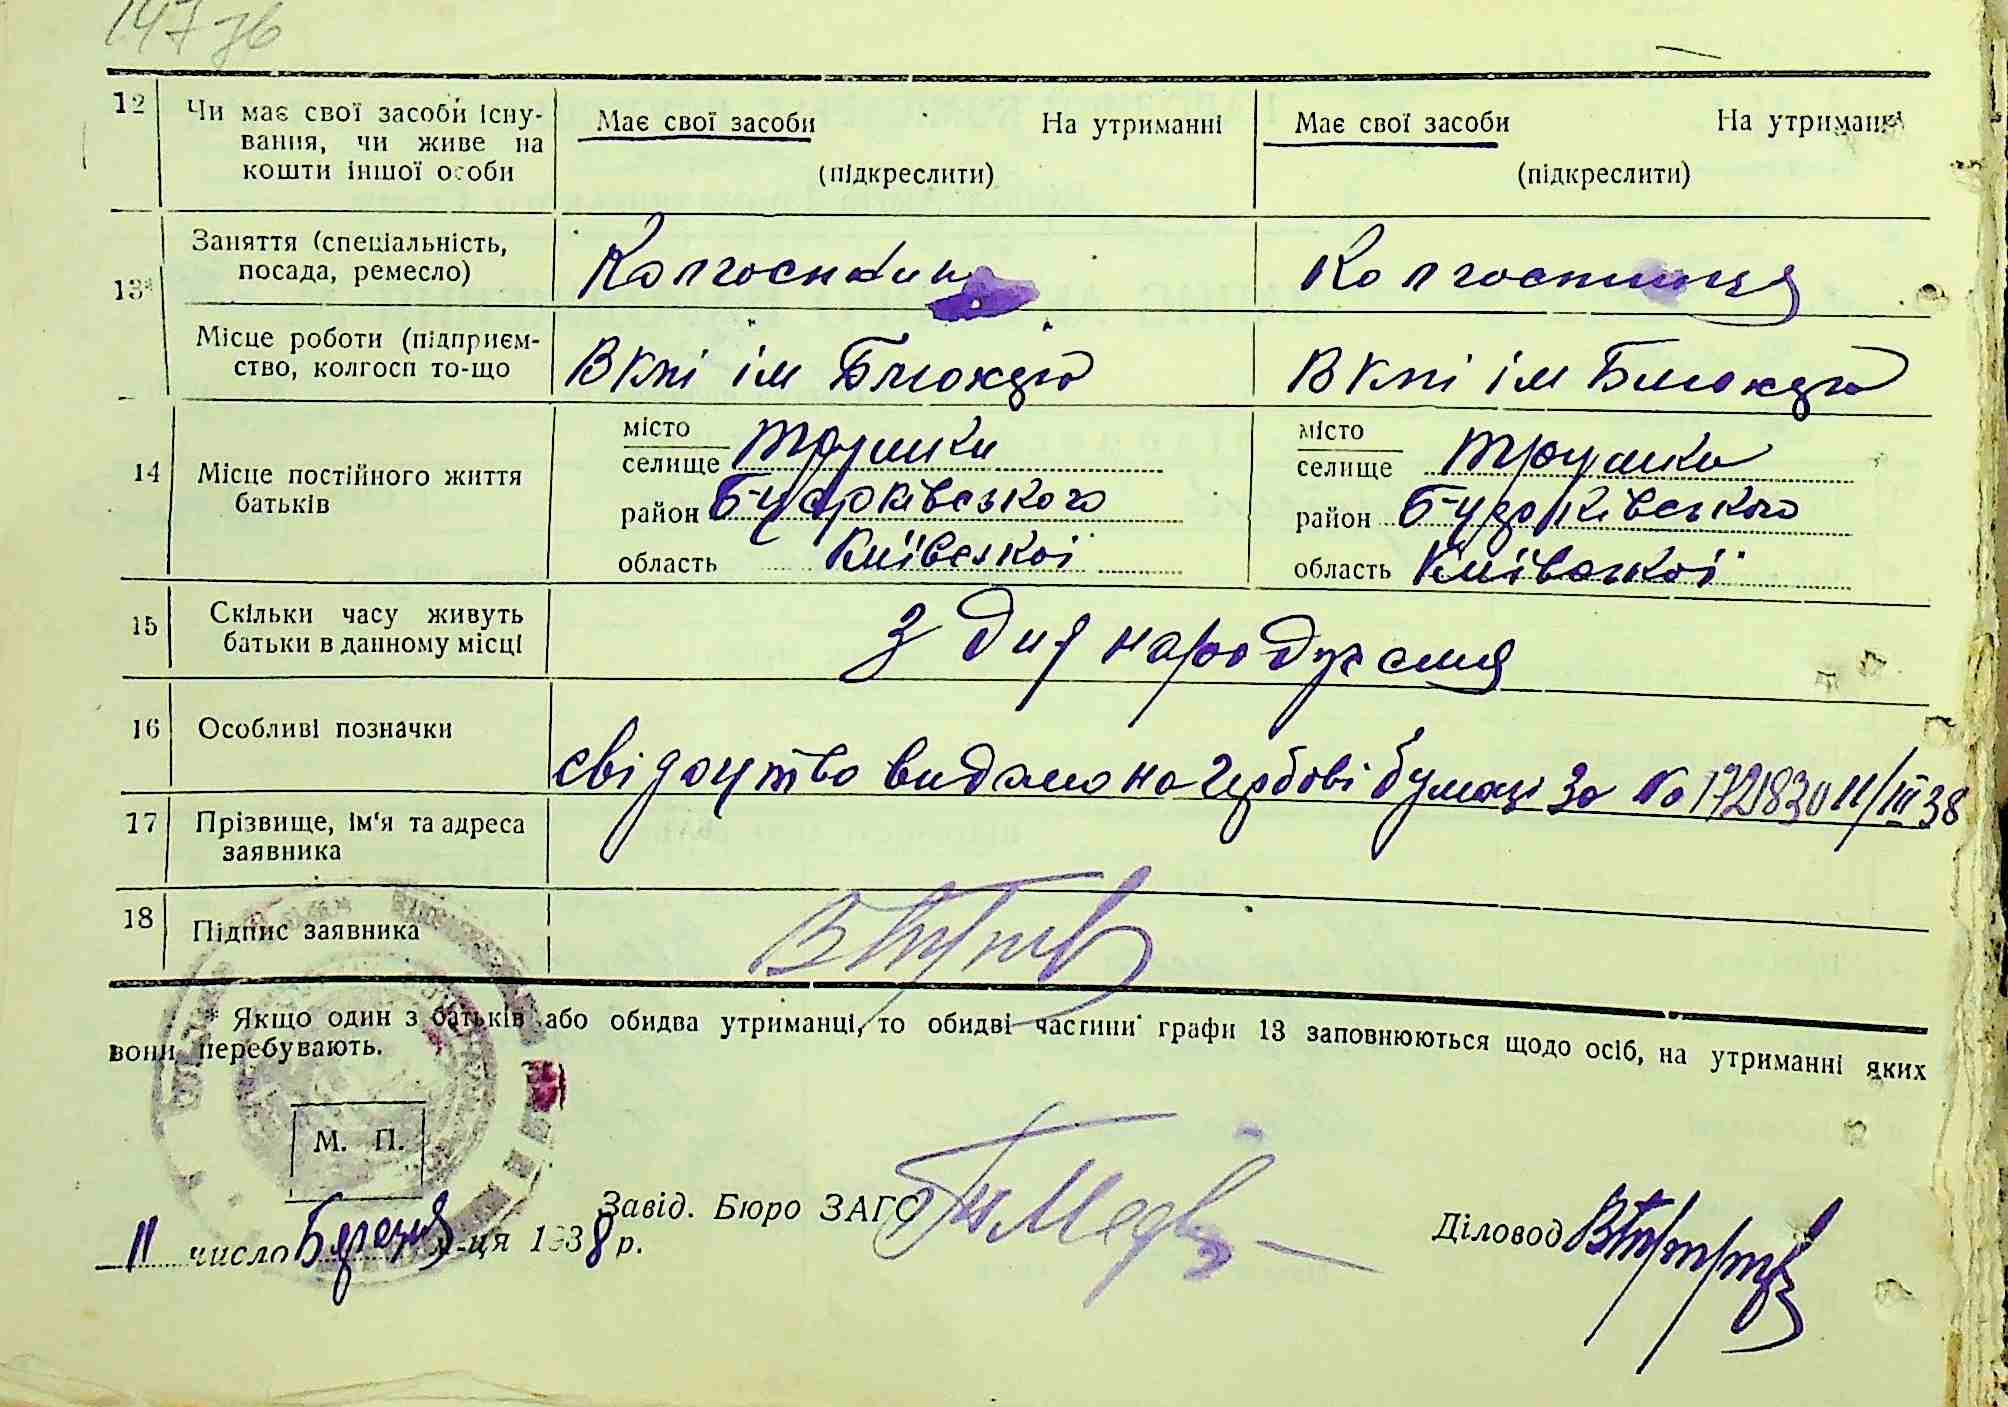 147 зв
12 Чи має свої засоби існу-
вання, чи живе на
кошти іншої особи
Має свої засоби На утриманні
(підкреслити)
Має свої засоби На утриманні
(підкреслити)
13*
Заняття (спеціальність,
посада, ремесло)
Колгоспник
Колгоспниця
Місце роботи (підприєм-
ство, колгосп то-що
В клі ім Блюхера
В клі ім Блюхера
14 Місце постійного життя
батьків
місто
селище Трушки
район
область Київської
місто
селище Трушки
район
область Київської
15 Скільки часу живуть
батьки в данному місці
з дня народження
16 Особливі позначки
свідоцтво видано на гербові бумазі за № 1721830 11/III 38
17 Прізвище, ім'я та адреса
заявника
18 Підпис заявника
* Якщо один з батьків або обидва утриманці, то обидві частини графи 13 заповнюються щодо осіб, на утриманні яких
вони перебувають.
М. П.
11 число Березня м-ця 1938 р.
Завід. Бюро ЗАГС
Діловод